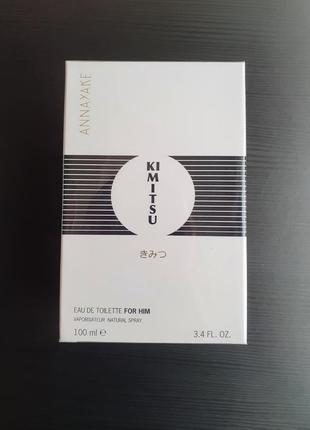 ANNAYAKE
KIMITSU
きみつ
EAU DE TOILETTE FOR HIM
VAPORISATEUR NATURAL SPRAY
100 ml ℮
3.4 FL. OZ.